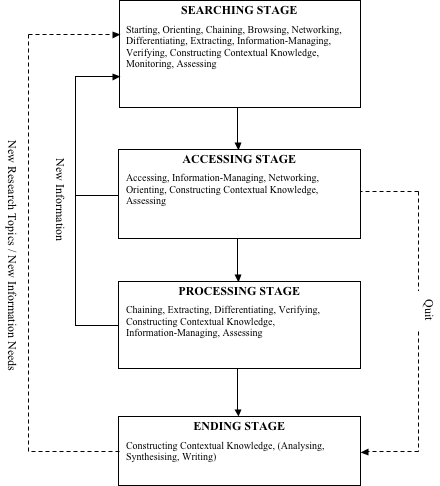 SEARCHING STAGE
Starting, Orienting, Chaining, Browsing, Networking,
Differentiating, Extracting, Information-Managing,
Verifying, Constructing Contextual Knowledge,
Monitoring, Assessing
ACCESSING STAGE
Accessing, Information-Managing, Networking,
Orienting, Constructing Contextual Knowledge,
Assessing
PROCESSING STAGE
Chaining, Extracting, Differentiating, Verifying,
Constructing Contextual Knowledge,
Information-Managing, Assessing
ENDING STAGE
Constructing Contextual Knowledge, (Analysing,
Synthesising, Writing)
New Research Topics / New Information Needs
New Information
Quit